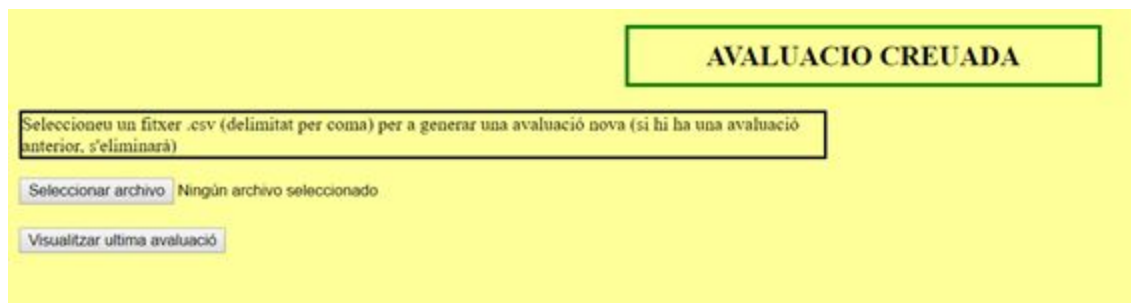 AVALUACIO CREUADA
Seleccioneu un fitxer .csv (delimitat per coma) per a generar una avaluació nova (si hi ha una avaluació
anterior, s'eliminarà)
Seleccionar archivo Ningún archivo seleccionado
Visualitzar ultima avaluació